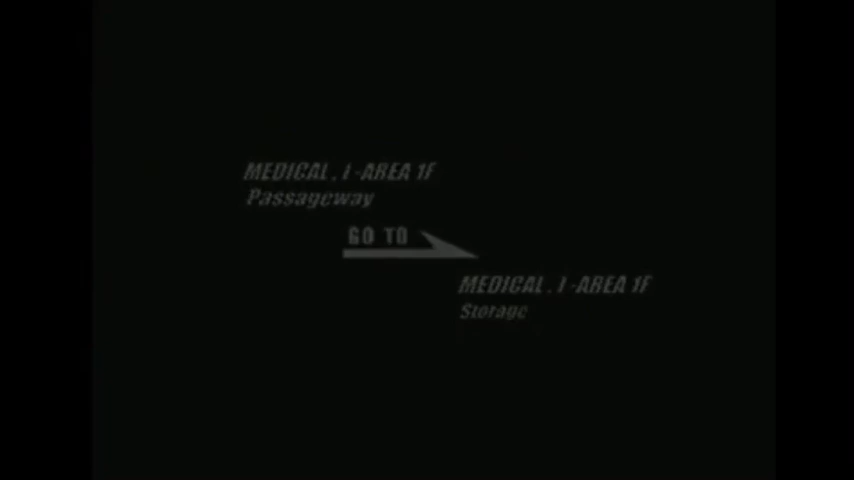 MEDICAL. I-AREA 1F
Passageway
GO TO
MEDICAL. I-AREA 1F
Storage